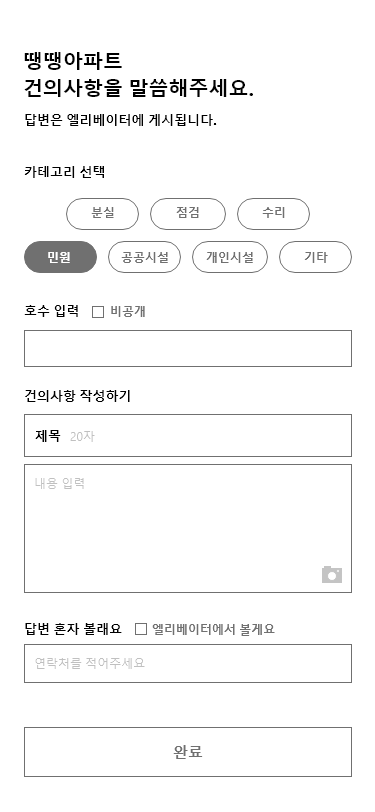 땡땡아파트
건의사항을 말씀해주세요.
답변은 엘리베이터에 게시됩니다.
카테고리 선택
분실 점검 수리
민원 공공시설 개인시설 기타
호수 입력 비공개
건의사항 작성하기
제목 20자
내용 입력
답변 혼자 볼래요 엘리베이터에서 볼게요
연락처를 적어주세요
완료